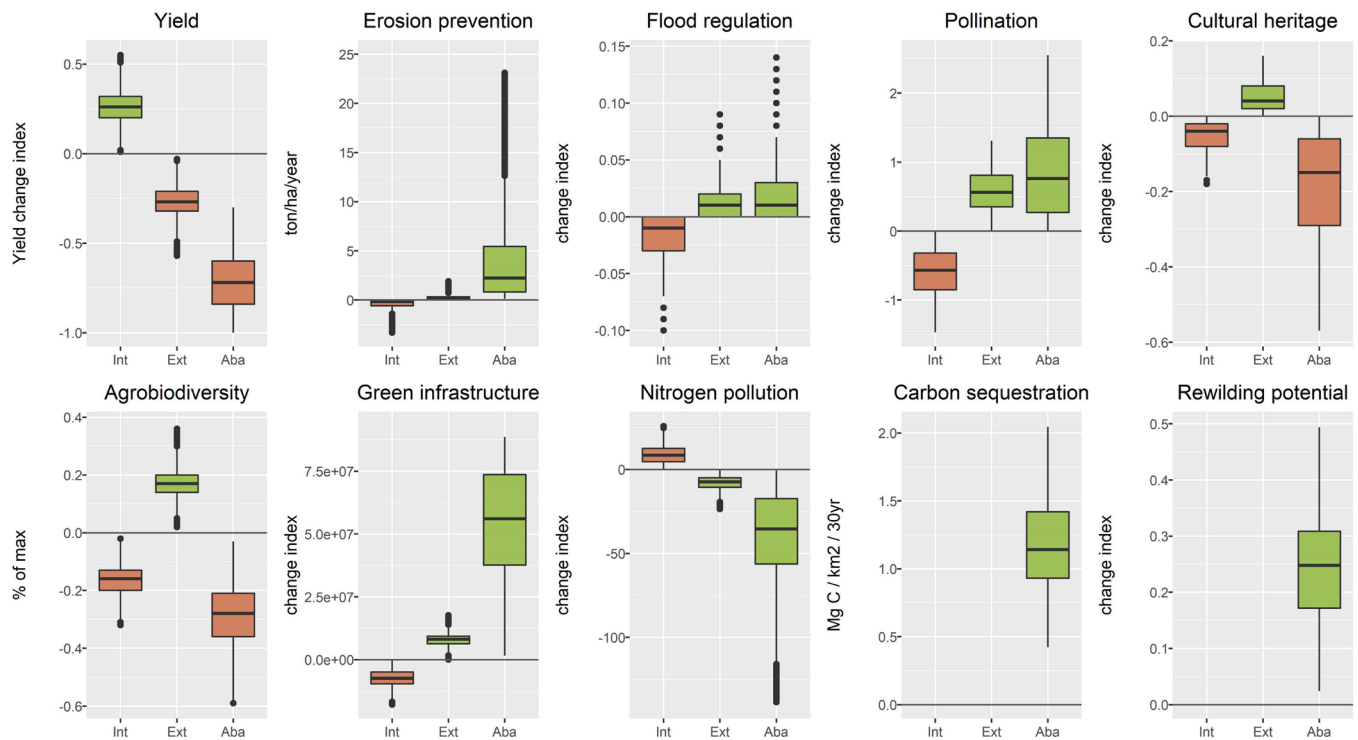 Yield
Erosion prevention
Flood regulation
Pollination
Cultural heritage
Yield change index
0.5
0.0
-0.5
-1.0
Int Ext Aba
ton/ha/year
25
20
15
10
5
0
Int Ext Aba
change index
0.15
0.10
0.05
0.00
-0.05
-0.10
Int Ext Aba
change index
2
1
0
-1
Int Ext Aba
change index
0.2
0.0
-0.2
-0.4
-0.6
Int Ext Aba
Agrobiodiversity
Green infrastructure
Nitrogen pollution
Carbon sequestration
Rewilding potential
% of max
0.4
0.2
0.0
-0.2
-0.4
-0.6
Int Ext Aba
change index
7.5e+07
5.0e+07
2.5e+07
0.0e+00
Int Ext Aba
change index
0
-50
-100
Int Ext Aba
Mg C / km2 / 30yr
2.0
1.5
1.0
0.5
0.0
Int Ext Aba
change index
0.5
0.4
0.3
0.2
0.1
0.0
Int Ext Aba